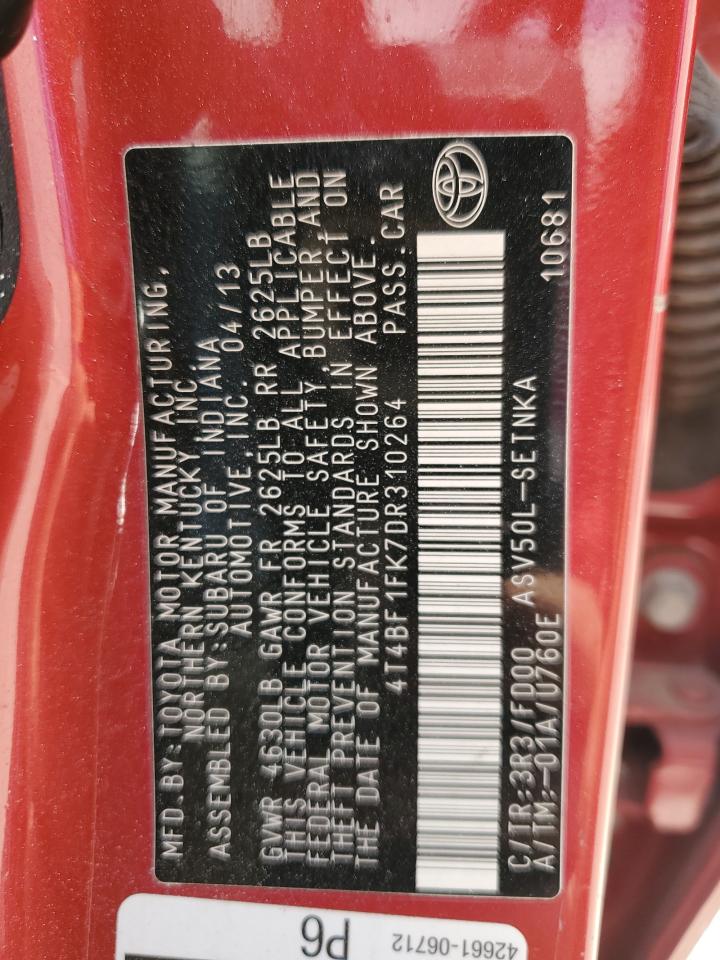 MFD.BY:TOYOTA MOTOR MANUFACTURING,
NORTHERN KENTUCKY INC.
ASSEMBLED BY:SUBARU OF INDIANA
AUTOMOTIVE,INC. 04/13
GVWR 4630LB GAWR FR 2625LB RR 2625LB
THIS VEHICLE CONFORMS TO ALL APPLICABLE
FEDERAL MOTOR VEHICLE SAFETY,BUMPER,AND
THEFT PREVENTION STANDARDS IN EFFECT ON
THE DATE OF MANUFACTURE SHOWN ABOVE.
4T4BF1FK7DR310264 PASS.CAR
C/TR:3R3/FD00 ASV50L-SETNKA 10681
A/TM:-01A/U760E
P6
42661-06712